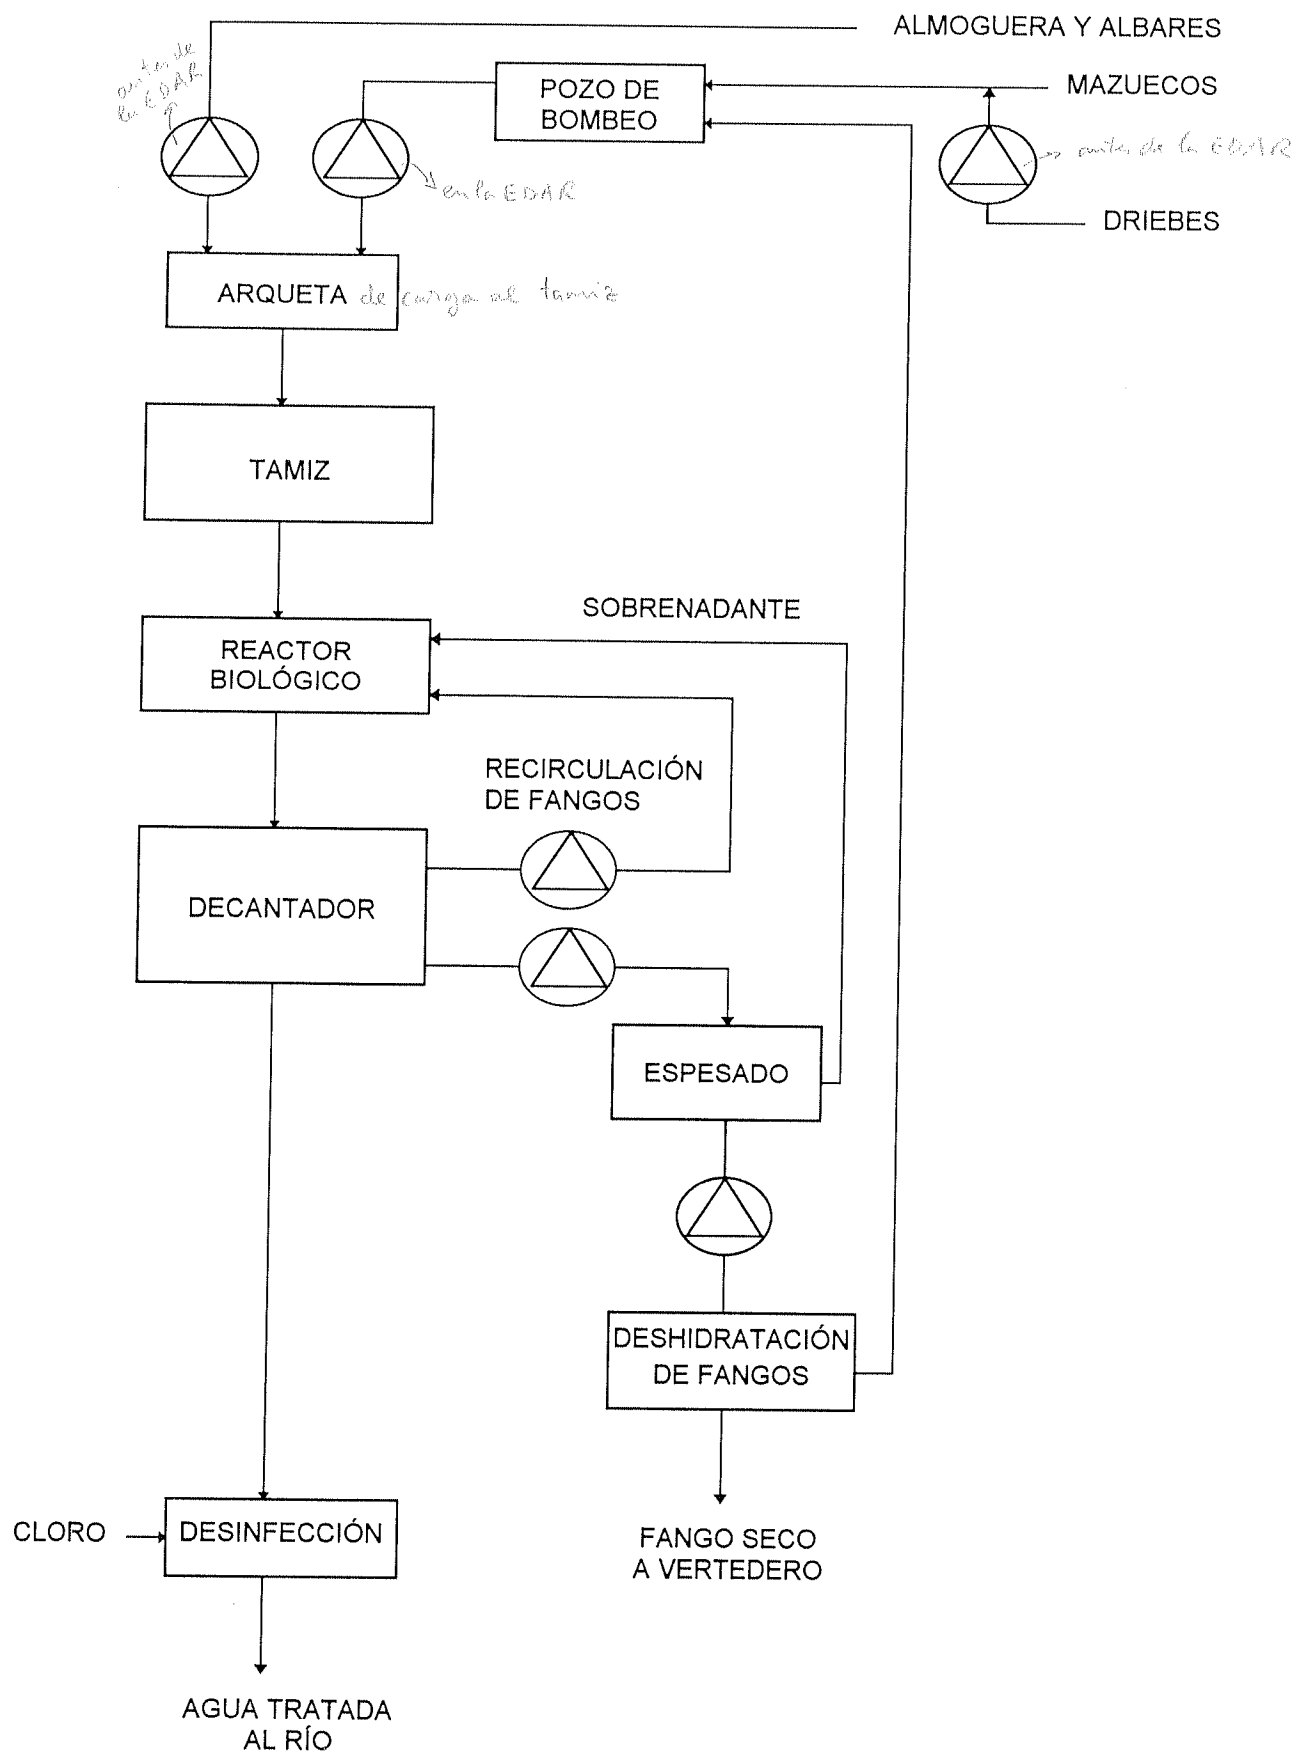 ALMOGUERA Y ALBARES
antes de
la EDAR
POZO DE
BOMBEO
MAZUECOS
antes de la EDAR
en la EDAR
DRIEBES
ARQUETA de carga al tamiz
TAMIZ
SOBRENADANTE
REACTOR
BIOLÓGICO
RECIRCULACIÓN
DE FANGOS
DECANTADOR
ESPESADO
DESHIDRATACIÓN
DE FANGOS
CLORO
DESINFECCIÓN
FANGO SECO
A VERTEDERO
AGUA TRATADA
AL RÍO